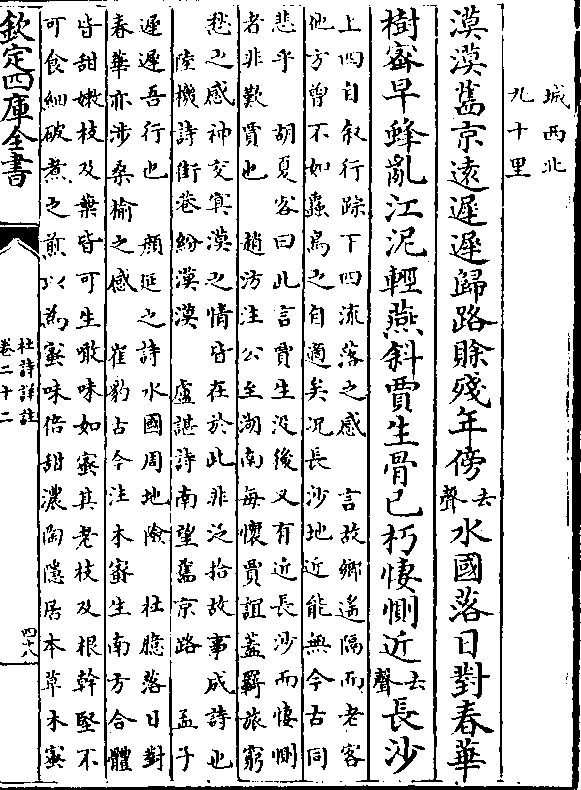 城西北
九十里
漠漠舊京遠遲遲歸路賖殘年傍去聲水國落日對春華
樹宻早蜂亂江泥輕燕斜賈生骨已朽悽惻近去聲長沙
上四自叙行踪下四流落之感 言故鄉遙隔而老客
他方曾不如蟲鳥之自適矣况長沙地近能無今古同
悲乎 胡夏客曰此言賈生没後又有近長沙而悽惻
者非歎賈也 趙汸注公至湖南每懷賈誼蓋羇旅窮
愁之感神交冥漠之情皆在於此非泛拾故事成詩也
陸機詩街巷紛漠漠 盧諶詩南望舊京路 孟子
遲遲吾行也 顔延之詩水國周地險 杜臆落日對
春華亦涉桑榆之感 崔豹古今注木宻生南方合體
皆甜嫩枝及葉皆可生噉味如蜜其老枝及根幹堅不
可食細破煮之煎以為蜜味倍甜濃陶隱居本草木蜜
欽定四庫全書
杜詩詳註
卷二十二
四十八